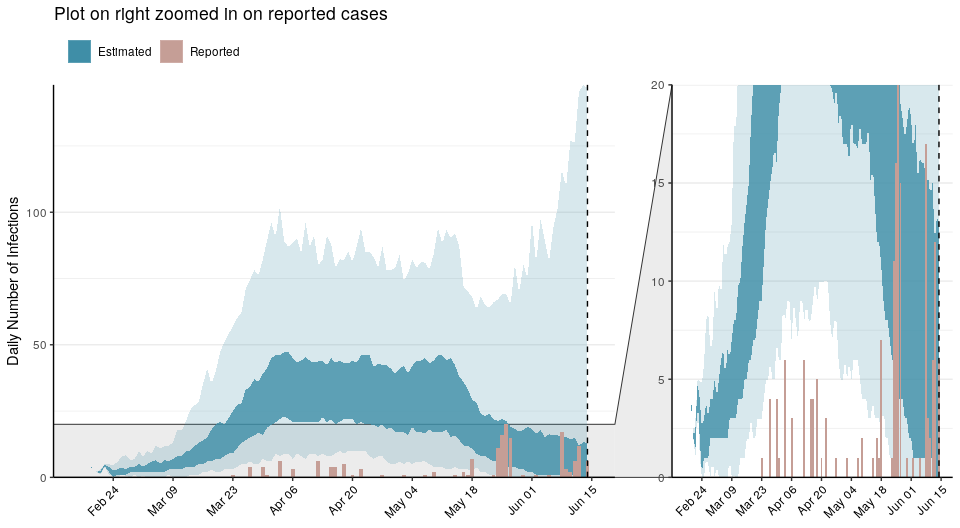 Plot on right zoomed in on reported cases
Estimated Reported
Daily Number of Infections
100
50
0
Feb 24 Mar 09 Mar 23 Apr 06 Apr 20 May 04 May 18 Jun 01 Jun 15
20
15
10
5
0
Feb 24 Mar 09 Mar 23 Apr 06 Apr 20 May 04 May 18 Jun 01 Jun 15